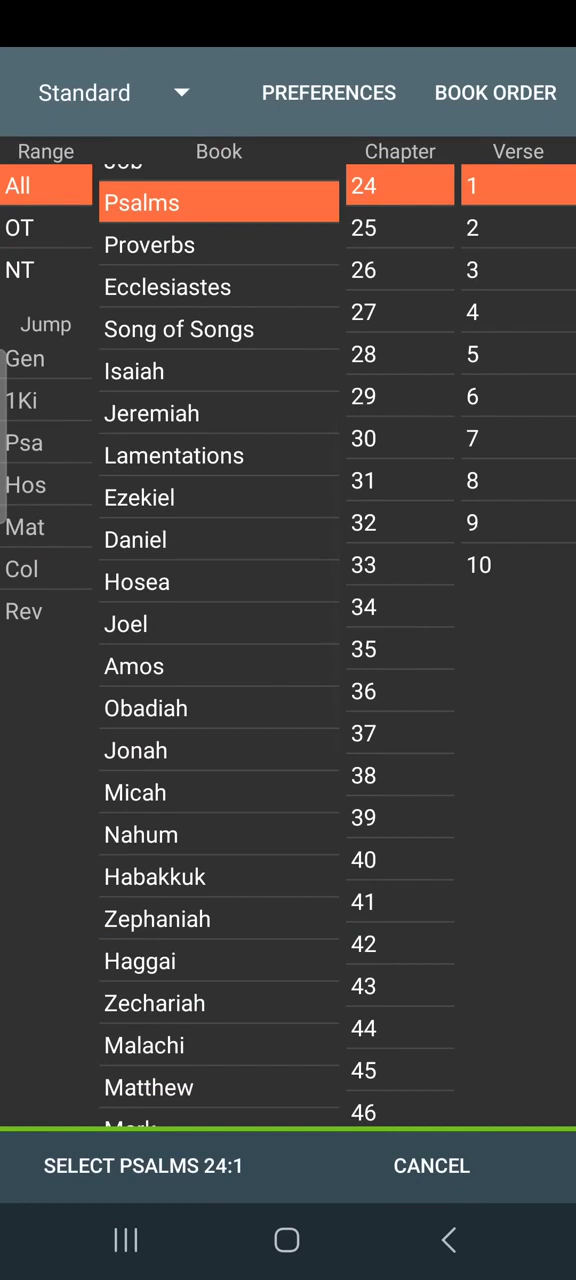 Standard PREFERENCES BOOK ORDER
Range Book Chapter Verse
All
OT
NT
Jump
Gen
1Ki
Psa
Hos
Mat
Col
Rev
Job
Psalms
Proverbs
Ecclesiastes
Song of Songs
Isaiah
Jeremiah
Lamentations
Ezekiel
Daniel
Hosea
Joel
Amos
Obadiah
Jonah
Micah
Nahum
Habakkuk
Zephaniah
Haggai
Zechariah
Malachi
Matthew
Mark
24
25
26
27
28
29
30
31
32
33
34
35
36
37
38
39
40
41
42
43
44
45
46
1
2
3
4
5
6
7
8
9
10
SELECT PSALMS 24:1 CANCEL